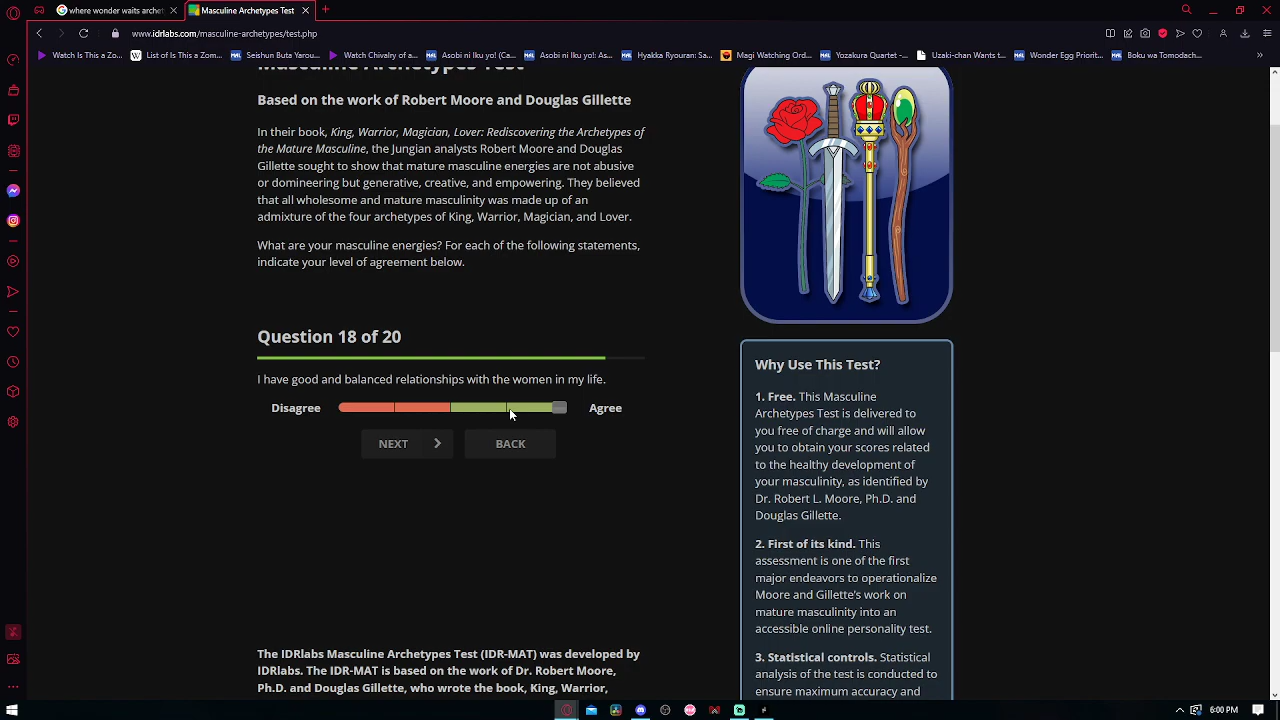 where wonder waits archet
Masculine Archetypes Test
www.idrlabs.com/masculine-archetypes/test.php
Watch Is This a Zo...
List of Is This a Zom...
Seishun Buta Yarou...
Watch Chivalry of a...
Asobi ni Iku yo! (Ca...
Asobi ni Iku yo!: As...
Hyakka Ryouran: Sa...
Magi Watching Ord...
Yozakura Quartet -...
Uzaki-chan Wants t...
Wonder Egg Priorit...
Boku wa Tomodach...
Masculine Archetypes Test
Based on the work of Robert Moore and Douglas Gillette
In their book, King, Warrior, Magician, Lover: Rediscovering the Archetypes of
the Mature Masculine, the Jungian analysts Robert Moore and Douglas
Gillette sought to show that mature masculine energies are not abusive
or domineering but generative, creative, and empowering. They believed
that all wholesome and mature masculinity was made up of an
admixture of the four archetypes of King, Warrior, Magician, and Lover.
What are your masculine energies? For each of the following statements,
indicate your level of agreement below.
Question 18 of 20
I have good and balanced relationships with the women in my life.
Disagree
Agree
NEXT
BACK
The IDRlabs Masculine Archetypes Test (IDR-MAT) was developed by
IDRlabs. The IDR-MAT is based on the work of Dr. Robert Moore,
Ph.D. and Douglas Gillette, who wrote the book, King, Warrior,
Why Use This Test?
1. Free. This Masculine
Archetypes Test is delivered to
you free of charge and will allow
you to obtain your scores related
to the healthy development of
your masculinity, as identified by
Dr. Robert L. Moore, Ph.D. and
Douglas Gillette.
2. First of its kind. This
assessment is one of the first
major endeavors to operationalize
Moore and Gillette's work on
mature masculinity into an
accessible online personality test.
3. Statistical controls. Statistical
analysis of the test is conducted to
ensure maximum accuracy and
6:00 PM